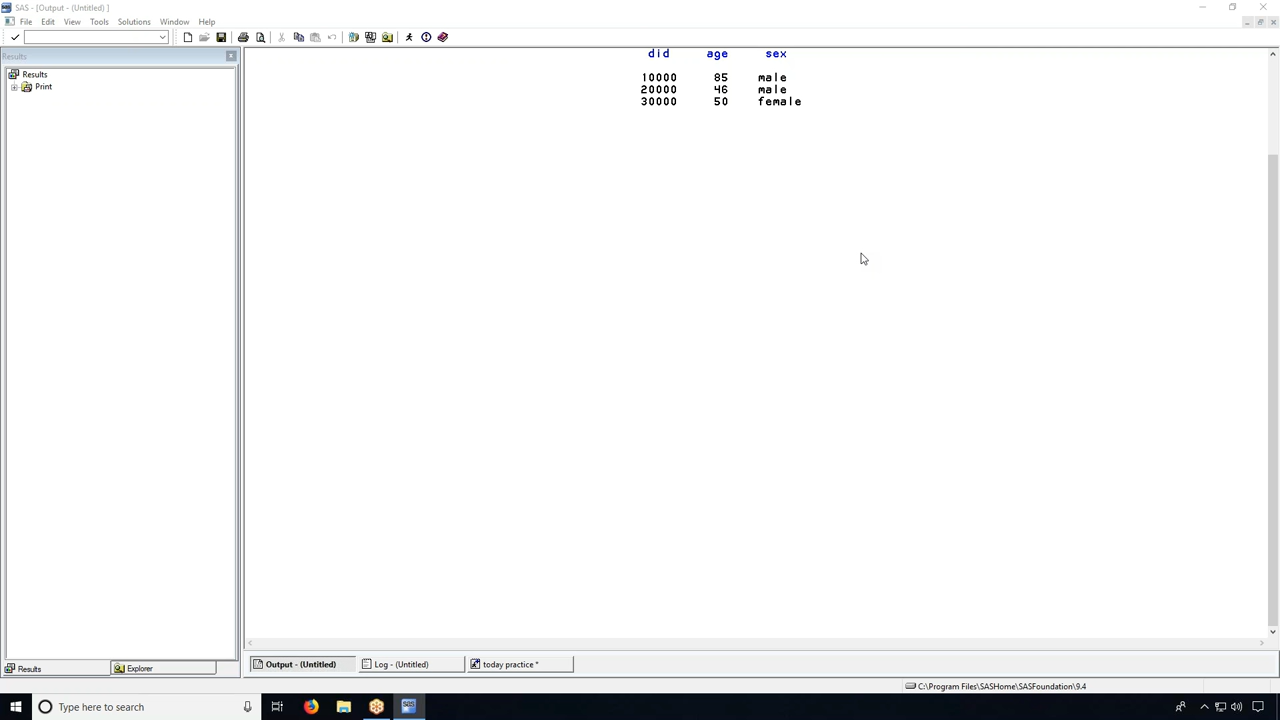 SAS - [Output - (Untitled) ]
File Edit View Tools Solutions Window Help
Results
Results
Print
did age sex
10000 85 male
20000 46 male
30000 50 female
Results
Explorer
Output - (Untitled)
Log - (Untitled)
today practice *
C:\Program Files\SASHome\SASFoundation\9.4
Type here to search
SAS